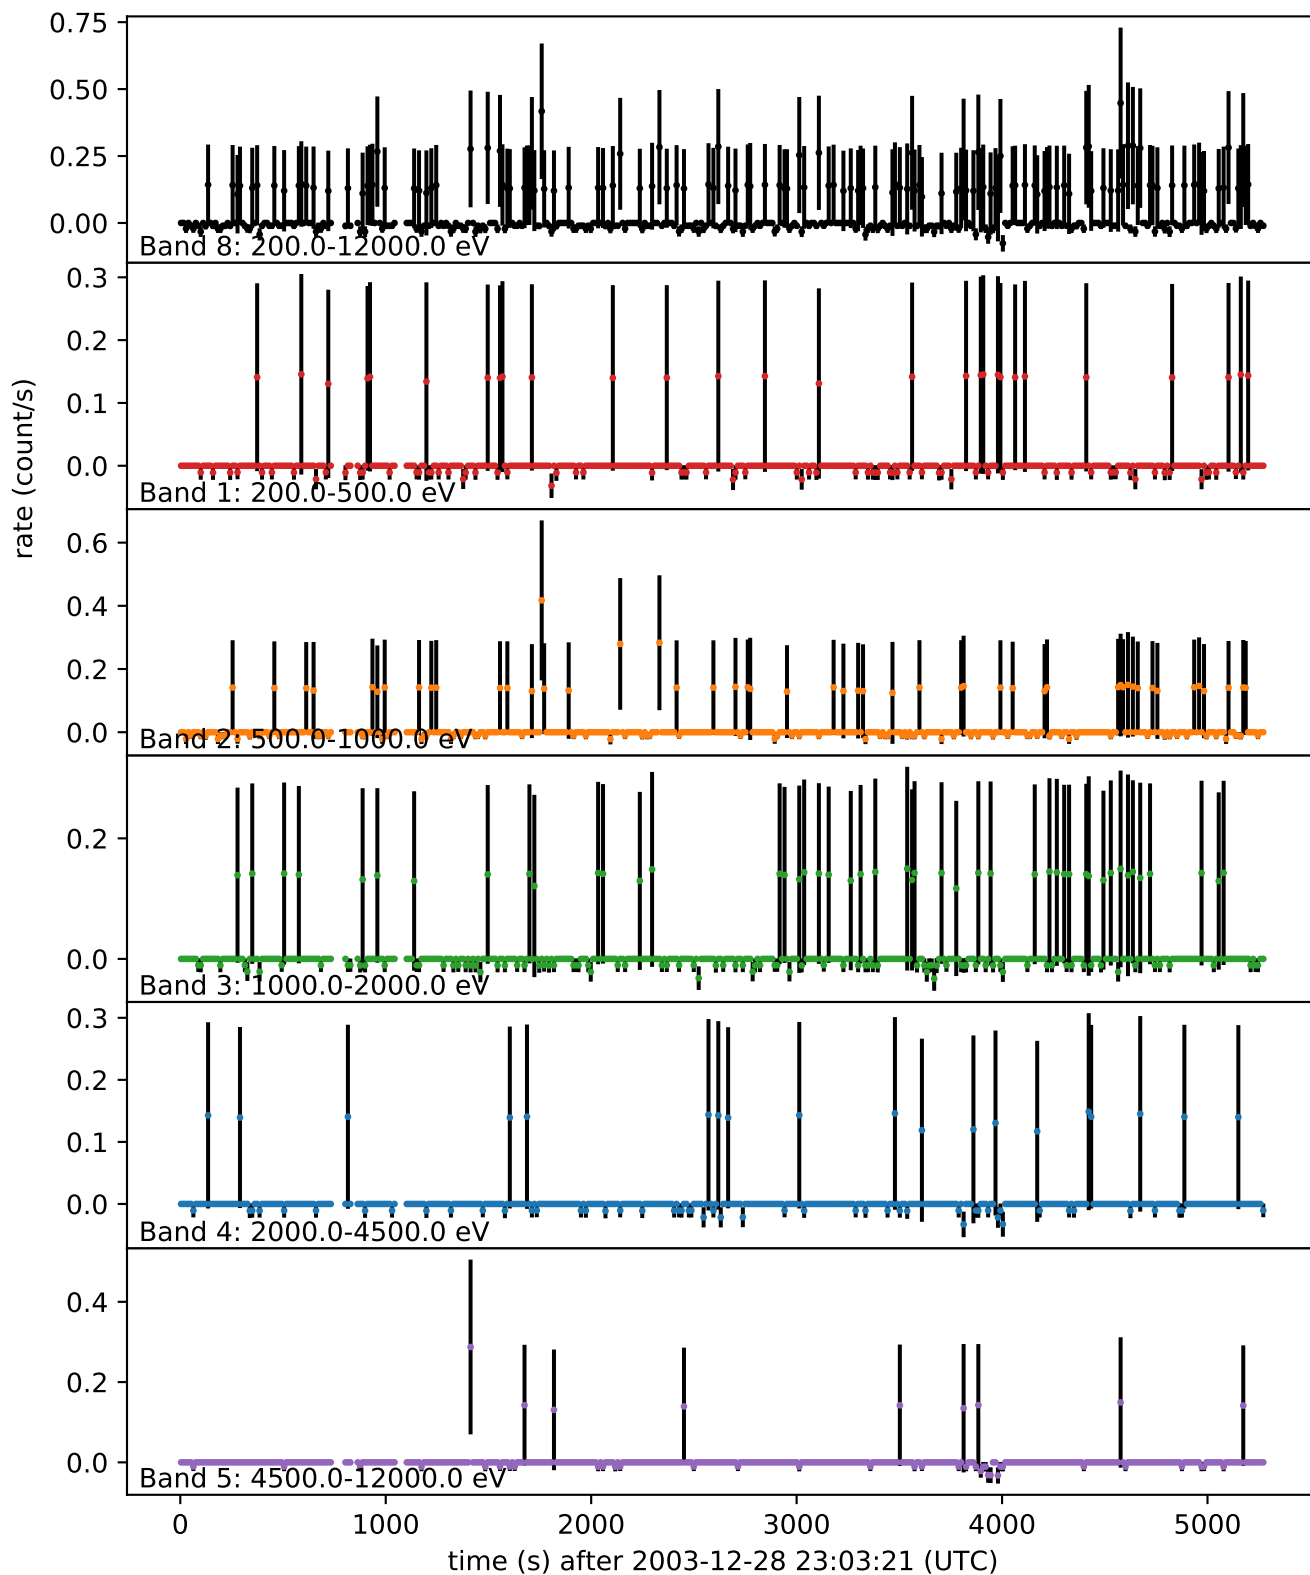 0.75
0.50
0.25
0.00
Band 8: 200.0-12000.0 eV
0.3
0.2
0.1
0.0
Band 1: 200.0-500.0 eV
rate (count/s)
0.6
0.4
0.2
0.0
Band 2: 500.0-1000.0 eV
0.2
0.0
Band 3: 1000.0-2000.0 eV
0.3
0.2
0.1
0.0
Band 4: 2000.0-4500.0 eV
0.4
0.2
0.0
Band 5: 4500.0-12000.0 eV
0 1000 2000 3000 4000 5000
time (s) after 2003-12-28 23:03:21 (UTC)